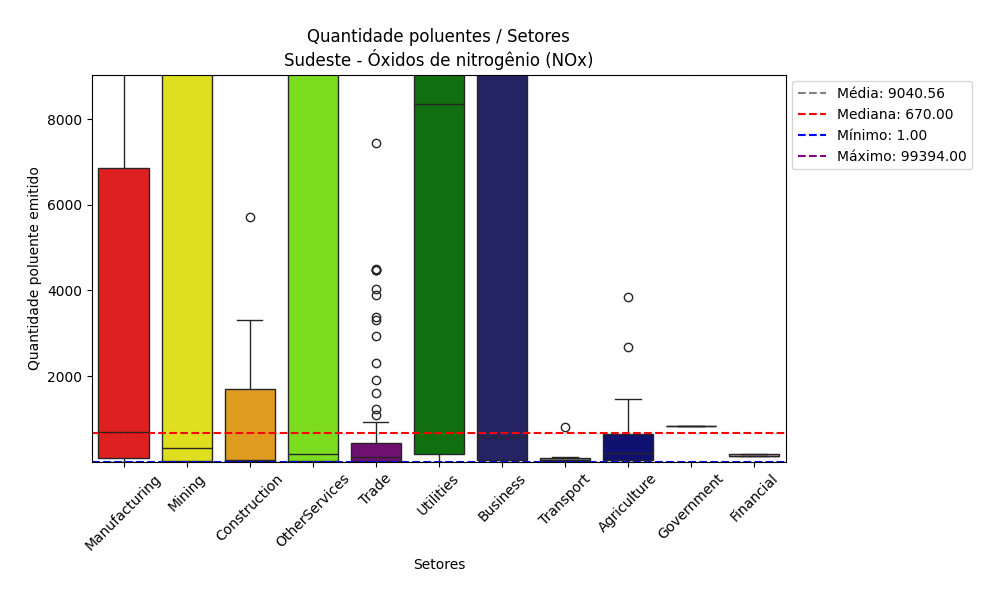 Quantidade poluentes / Setores
Sudeste - Óxidos de nitrogênio (NOx)
Média: 9040.56
Mediana: 670.00
Mínimo: 1.00
Máximo: 99394.00
Quantidade poluente emitido
8000
6000
4000
2000
Manufacturing
Mining
Construction
OtherServices
Trade
Utilities
Business
Transport
Agriculture
Government
Financial
Setores